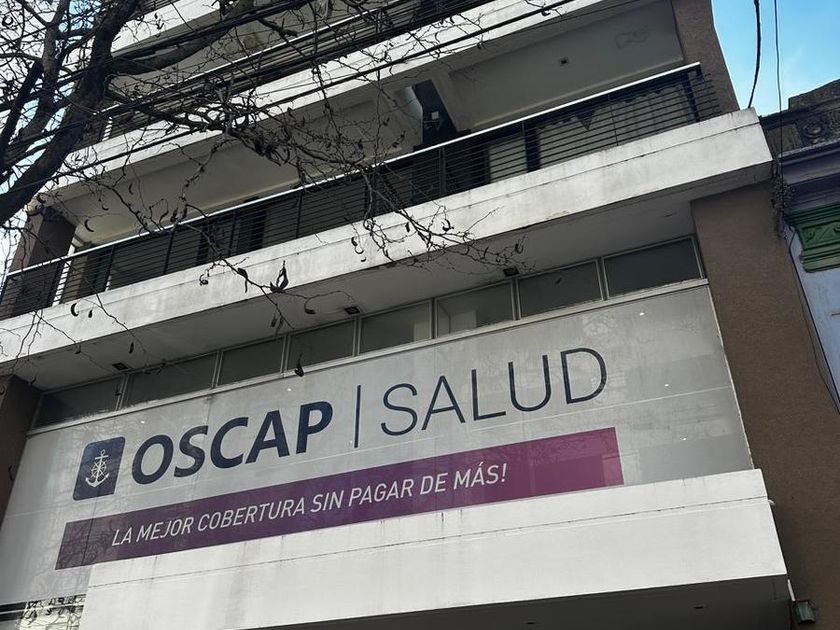 OSCAP | SALUD
LA MEJOR COBERTURA SIN PAGAR DE MÁS!